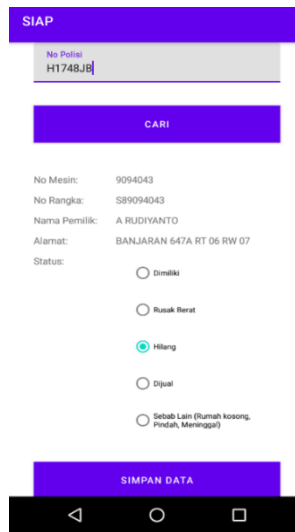 SIAP
No Polisi
H1748JB
CARI
No Mesin: 9094043
No Rangka: S89094043
Nama Pemilik: A RUDIYANTO
Alamat: BANJARAN 647A RT 06 RW 07
Status:
Dimiliki
Rusak Berat
Hilang
Dijual
Sebab Lain (Rumah kosong,
Pindah, Meninggal)
SIMPAN DATA